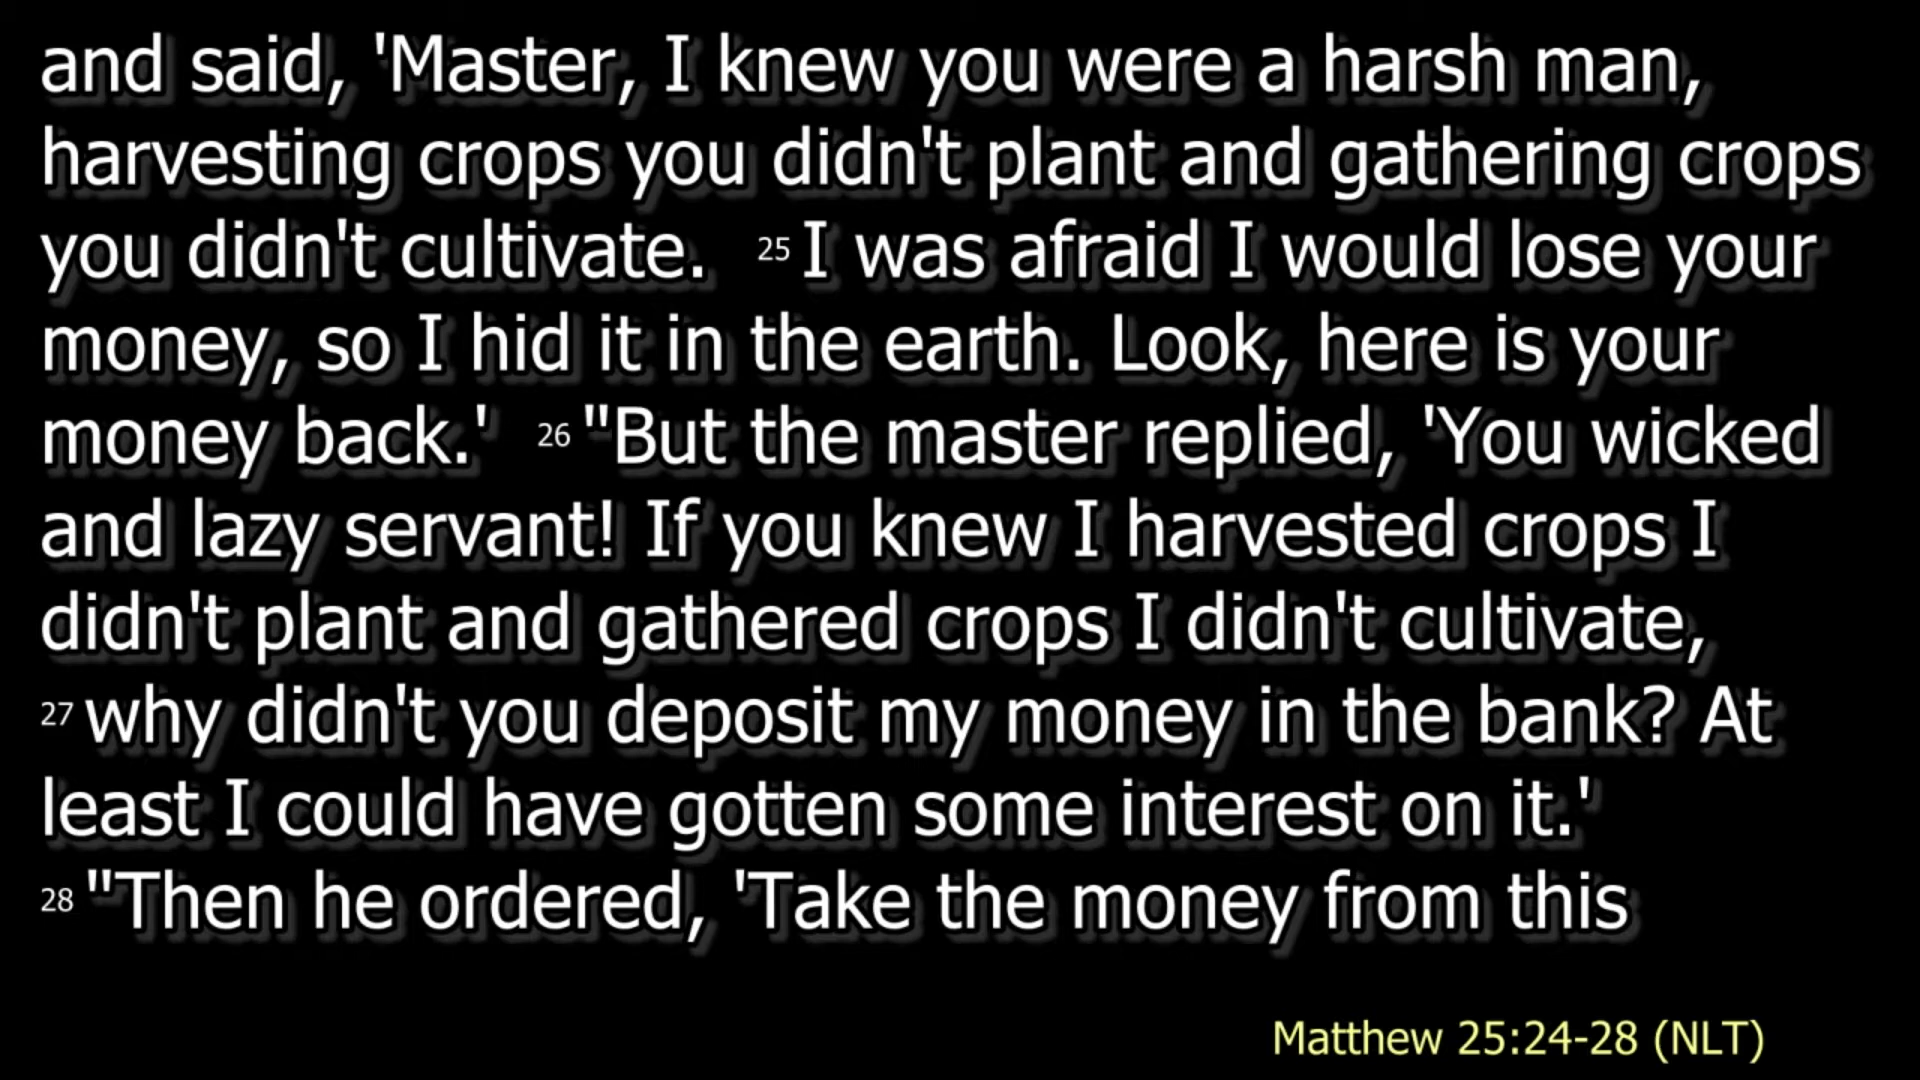 and said, 'Master, I knew you were a harsh man,
harvesting crops you didn't plant and gathering crops
you didn't cultivate. 25 I was afraid I would lose your
money, so I hid it in the earth. Look, here is your
money back.' 26 "But the master replied, 'You wicked
and lazy servant! If you knew I harvested crops I
didn't plant and gathered crops I didn't cultivate,
27 why didn't you deposit my money in the bank? At
least I could have gotten some interest on it.'
28 "Then he ordered, 'Take the money from this
Matthew 25:24-28 (NLT)